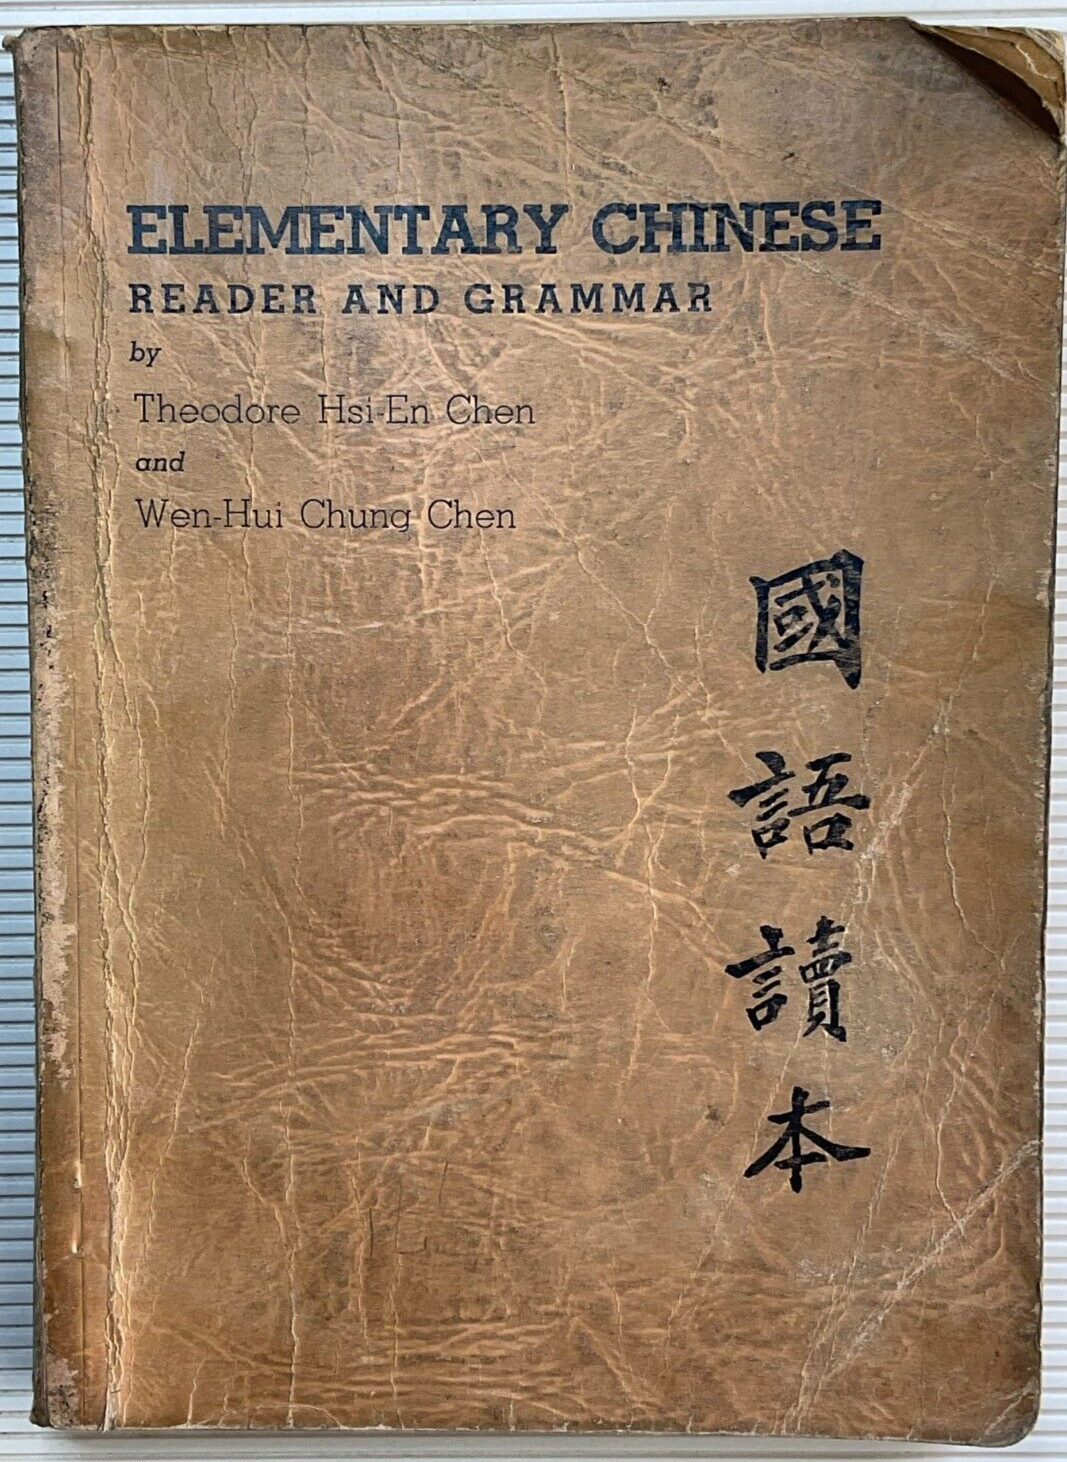 ELEMENTARY CHINESE
READER AND GRAMMAR
by
Theodore Hsi-En Chen
and
Wen-Hui Chung Chen
國語讀本